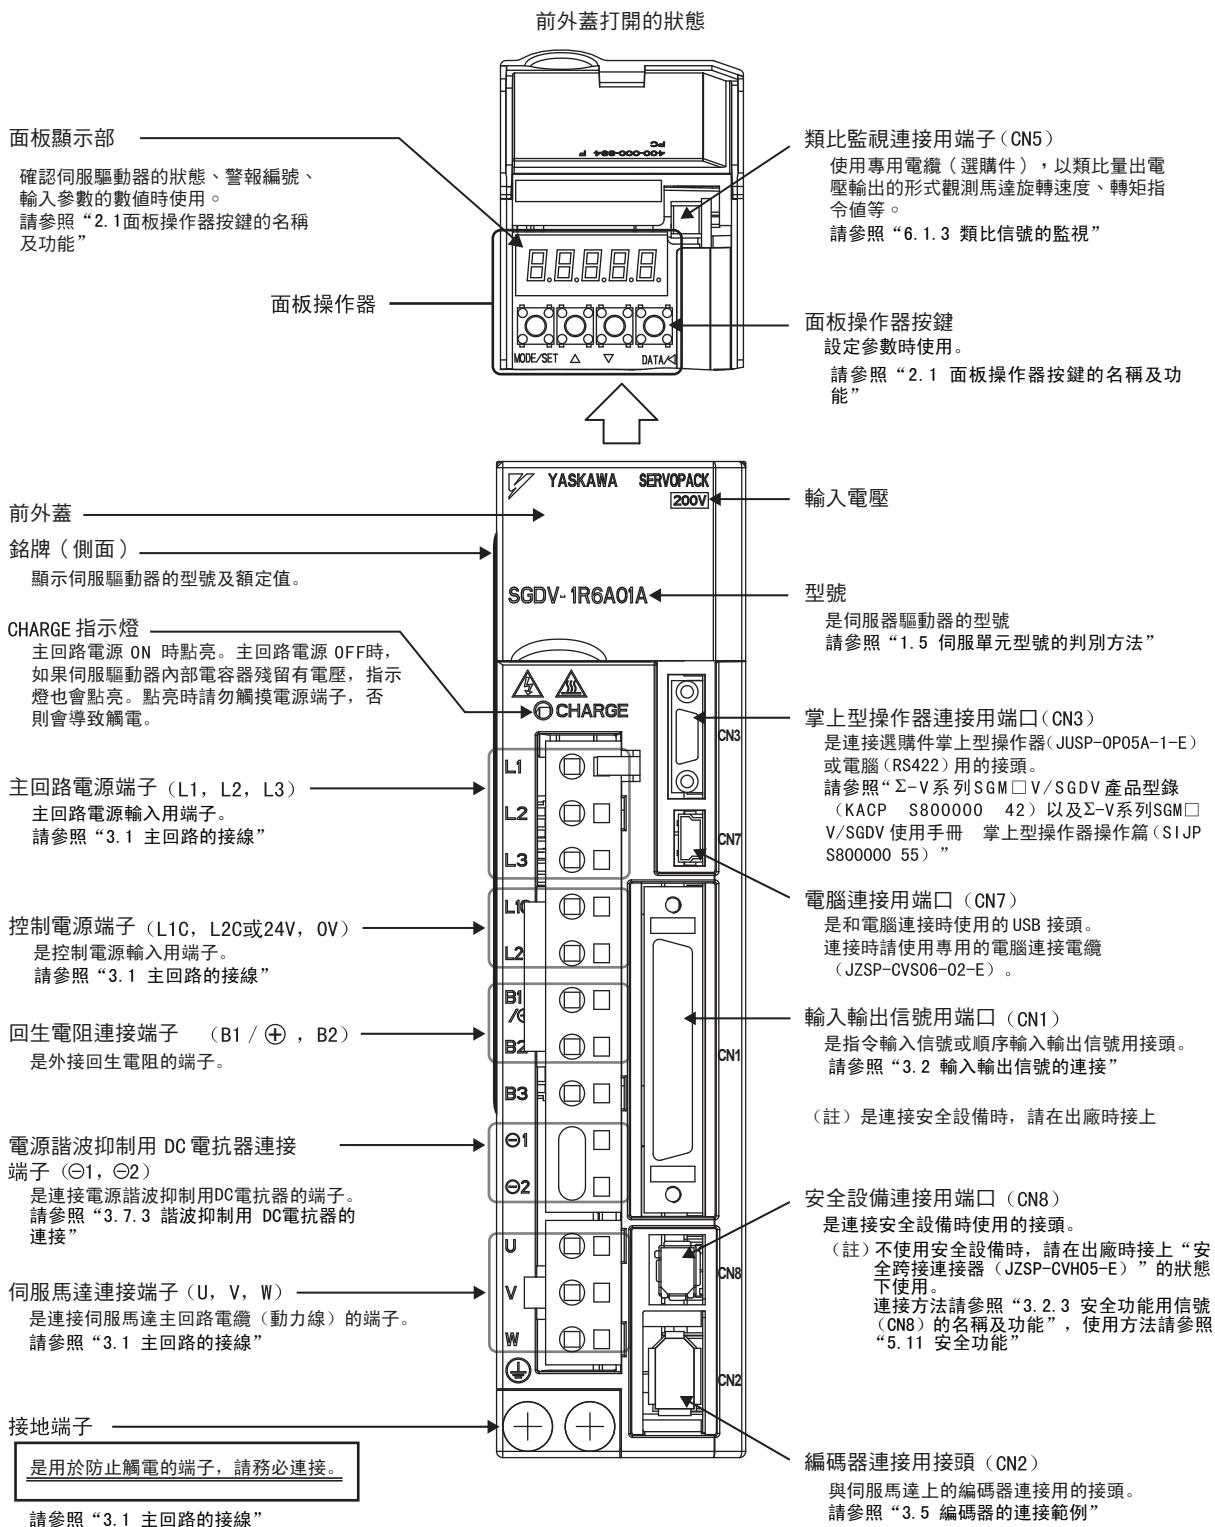 前外蓋打開的狀態
面板顯示部
確認伺服驅動器的狀態、警報編號、
輸入參數的數值時使用。
請參照“2.1面板操作器按鍵的名稱
及功能”
面板操作器
MODE/SET △ ▽ DATA/◁
類比監視連接用端子(CN5)
使用專用電纜(選購件),以類比量出電
壓輸出的形式觀測馬達旋轉速度、轉矩指
令值等。
請參照“6.1.3 類比信號的監視”
面板操作器按鍵
設定參數時使用。
請參照“2.1 面板操作器按鍵的名稱及功
能”
YASKAWA SERVOPACK
200V
SGDV-1R6A01A
CHARGE
L1
L2
L3
L1C
L2
B1
/⊕
B2
B3
⊖1
⊖2
U
V
W
CN3
CN7
CN1
CN8
CN2
前外蓋
銘牌(側面)
顯示伺服驅動器的型號及額定值。
CHARGE 指示燈
主回路電源 ON 時點亮。主回路電源 OFF時,
如果伺服驅動器內部電容器殘留有電壓,指示
燈也會點亮。點亮時請勿觸摸電源端子,否
則會導致觸電。
主回路電源端子(L1, L2, L3)
主回路電源輸入用端子。
請參照“3.1 主回路的接線”
控制電源端子(L1C, L2C或24V, 0V)
是控制電源輸入用端子。
請參照“3.1 主回路的接線”
回生電阻連接端子 (B1 / ⊕ , B2)
是外接回生電阻的端子。
電源諧波抑制用 DC 電抗器連接
端子(⊖1, ⊖2)
是連接電源諧波抑制用DC電抗器的端子。
請參照“3.7.3 諧波抑制用 DC電抗器的
連接”
伺服馬達連接端子(U, V, W)
是連接伺服馬達主回路電纜(動力線)的端子。
請參照“3.1 主回路的接線”
接地端子
是用於防止觸電的端子,請務必連接。
請參照“3.1 主回路的接線”
輸入電壓
型號
是伺服器驅動器的型號
請參照“1.5 伺服單元型號的判別方法”
掌上型操作器連接用端口(CN3)
是連接選購件掌上型操作器(JUSP-OP05A-1-E)
或電腦(RS422)用的接頭。
請參照“Σ-V系列SGM□V/SGDV產品型錄
(KACP S800000 42)以及Σ-V系列SGM□
V/SGDV 使用手冊 掌上型操作器操作篇(SIJP
S800000 55)”
電腦連接用端口(CN7)
是和電腦連接時使用的 USB 接頭。
連接時請使用專用的電腦連接電纜
(JZSP-CVS06-02-E)。
輸入輸出信號用端口(CN1)
是指令輸入信號或順序輸入輸出信號用接頭。
請參照“3.2 輸入輸出信號的連接”
(註)是連接安全設備時,請在出廠時接上
安全設備連接用端口(CN8)
是連接安全設備時使用的接頭。
(註)不使用安全設備時,請在出廠時接上“安
全跨接連接器(JZSP-CVH05-E)”的狀態
下使用。
連接方法請參照“3.2.3 安全功能用信號
(CN8)的名稱及功能”,使用方法請參照
“5.11 安全功能”
編碼器連接用接頭(CN2)
與伺服馬達上的編碼器連接用的接頭。
請參照“3.5 編碼器的連接範例”